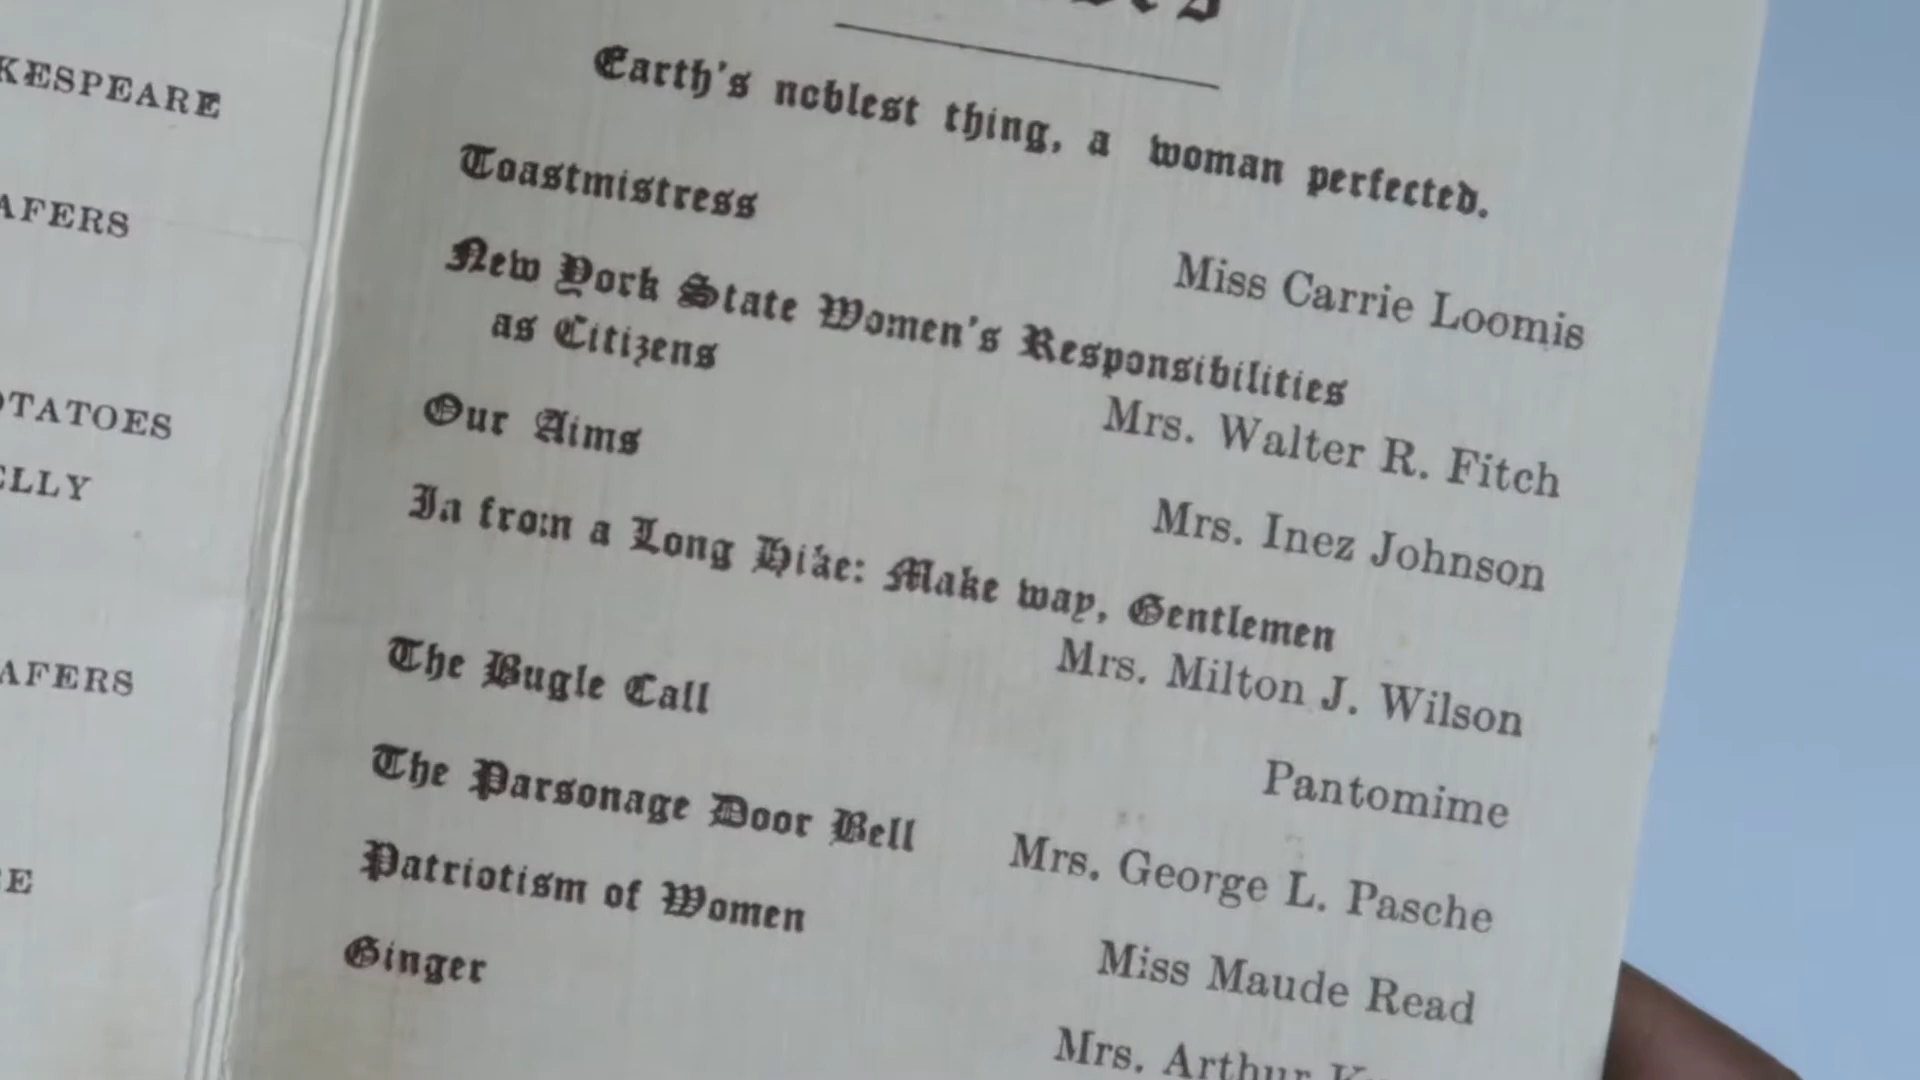 KESPEARE
AFERS
OTATOES
ELLY
AFERS
E
Earth's noblest thing, a woman perfected.
Toastmistress
Miss Carrie Loomis
New York State Women's Responsibilities
as Citizens
Mrs. Walter R. Fitch
Our Aims
Mrs. Inez Johnson
In from a Long Hike: Make way, Gentlemen
Mrs. Milton J. Wilson
The Bugle Call
Pantomime
The Parsonage Door Bell
Mrs. George L. Pasche
Patriotism of Women
Miss Maude Read
Ginger
Mrs. Arthur